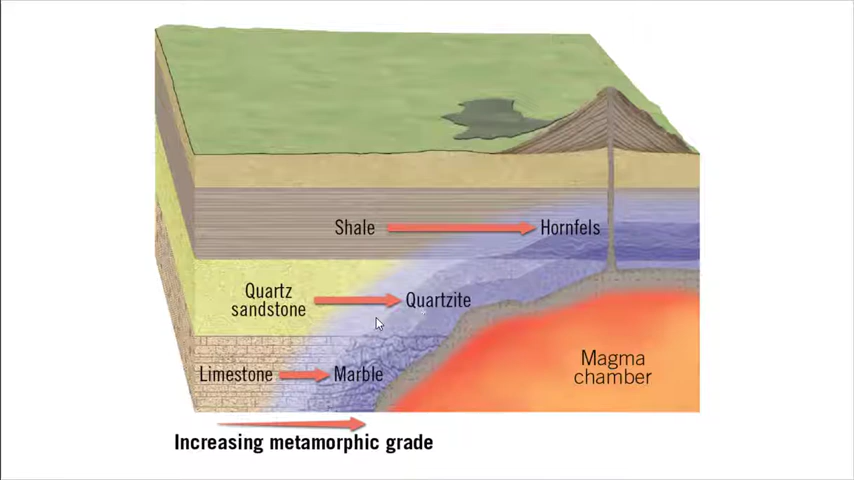 Shale
Hornfels
Quartz
sandstone
Quartzite
Limestone
Marble
Magma
chamber
Increasing metamorphic grade